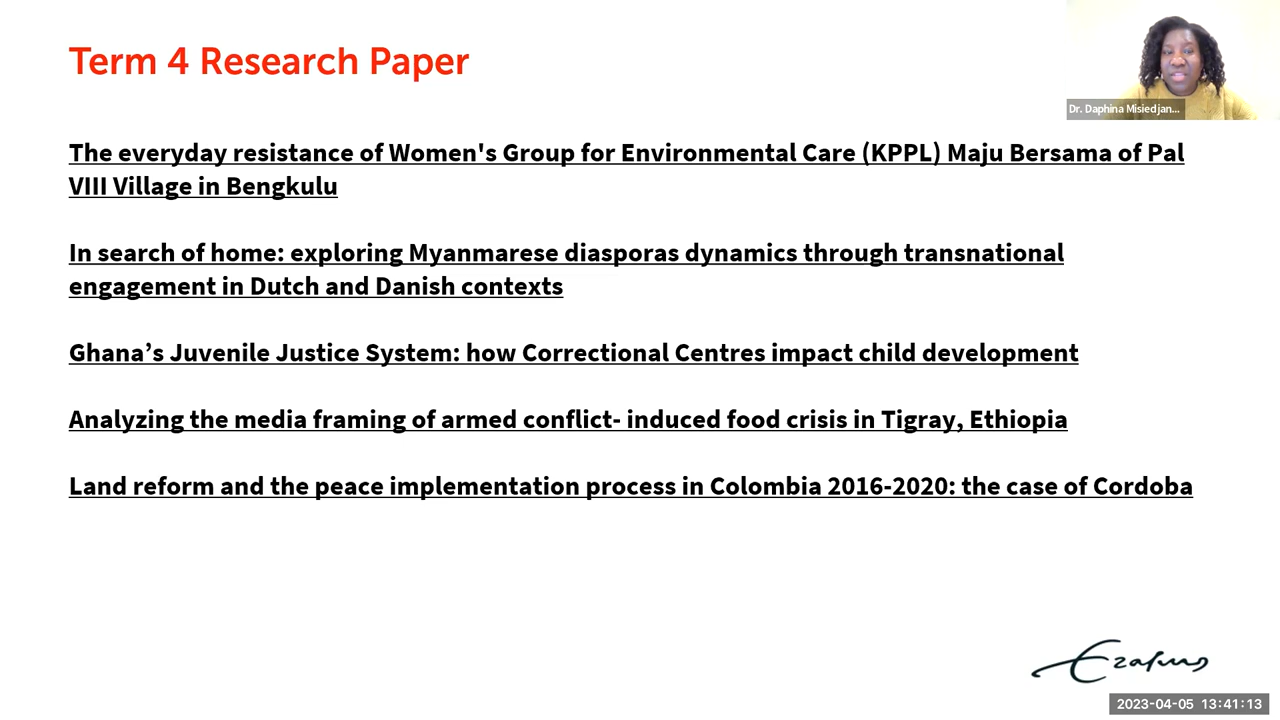 Term 4 Research Paper
Dr. Daphina Misiedjan...
The everyday resistance of Women's Group for Environmental Care (KPPL) Maju Bersama of Pal
VIII Village in Bengkulu
In search of home: exploring Myanmarese diasporas dynamics through transnational
engagement in Dutch and Danish contexts
Ghana’s Juvenile Justice System: how Correctional Centres impact child development
Analyzing the media framing of armed conflict- induced food crisis in Tigray, Ethiopia
Land reform and the peace implementation process in Colombia 2016-2020: the case of Cordoba
Erasmus
2023-04-05 13:41:13